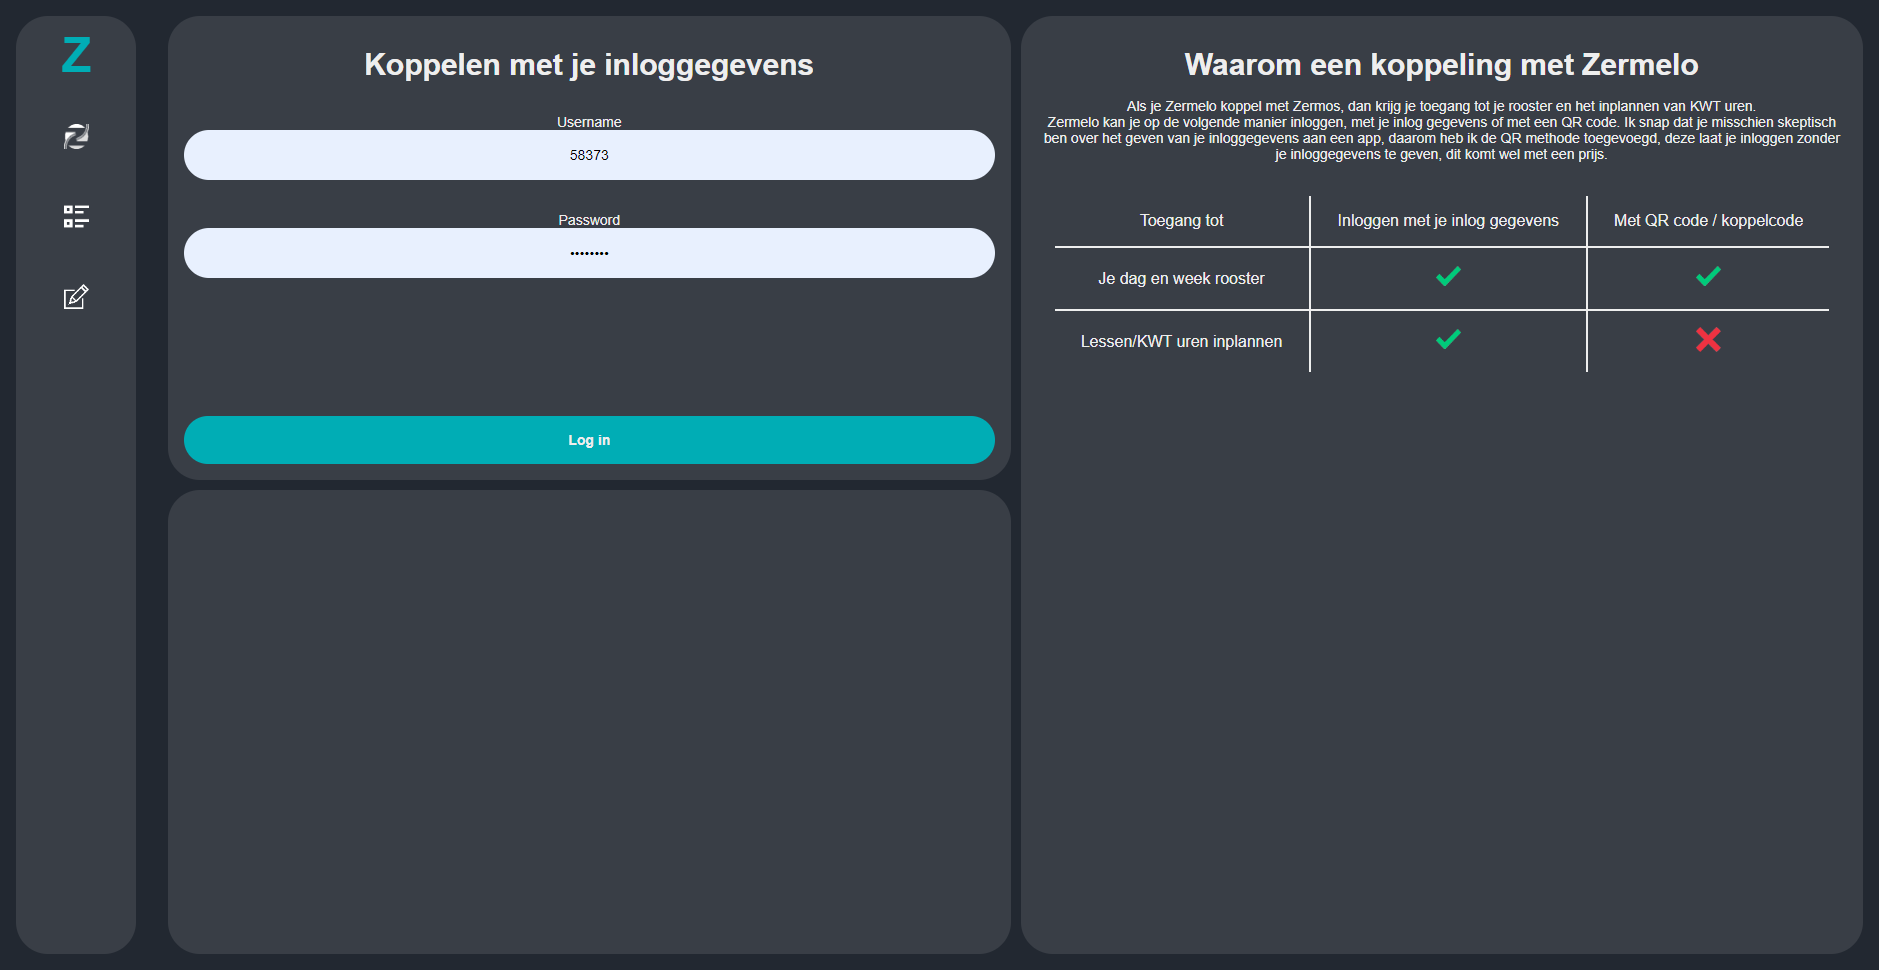 Z
Koppelen met je inloggegevens
Username
58373
Password
••••••••
Log in
Waarom een koppeling met Zermelo
Als je Zermelo koppel met Zermos, dan krijg je toegang tot je rooster en het inplannen van KWT uren.
Zermelo kan je op de volgende manier inloggen, met je inlog gegevens of met een QR code. Ik snap dat je misschien skeptisch
ben over het geven van je inloggegevens aan een app, daarom heb ik de QR methode toegevoegd, deze laat je inloggen zonder
je inloggegevens te geven, dit komt wel met een prijs.
Toegang tot Inloggen met je inlog gegevens Met QR code / koppelcode
Je dag en week rooster
Lessen/KWT uren inplannen